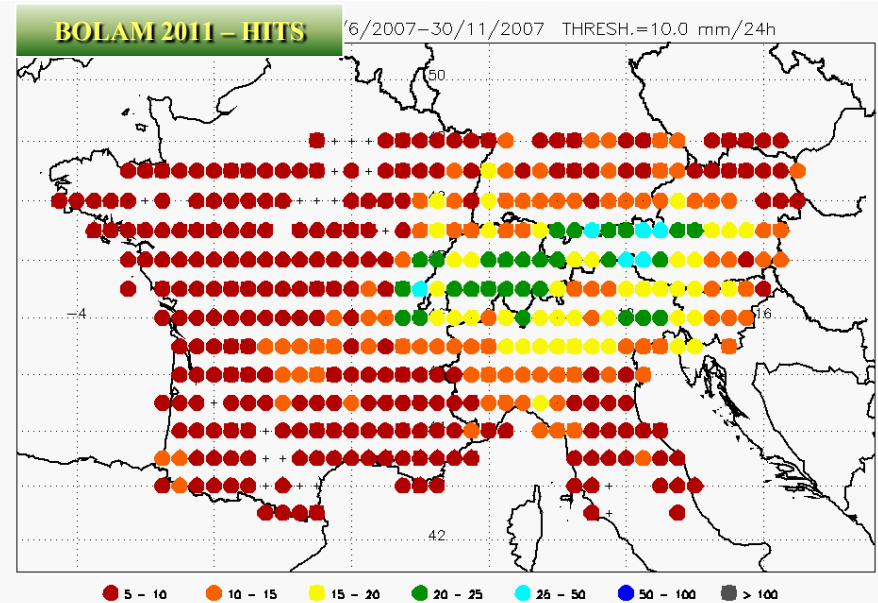 BOLAM 2011 – HITS
/6/2007–30/11/2007 THRESH.=10.0 mm/24h
50
–4
16
42
5 – 10
10 – 15
15 – 20
20 – 25
25 – 50
50 – 100
> 100